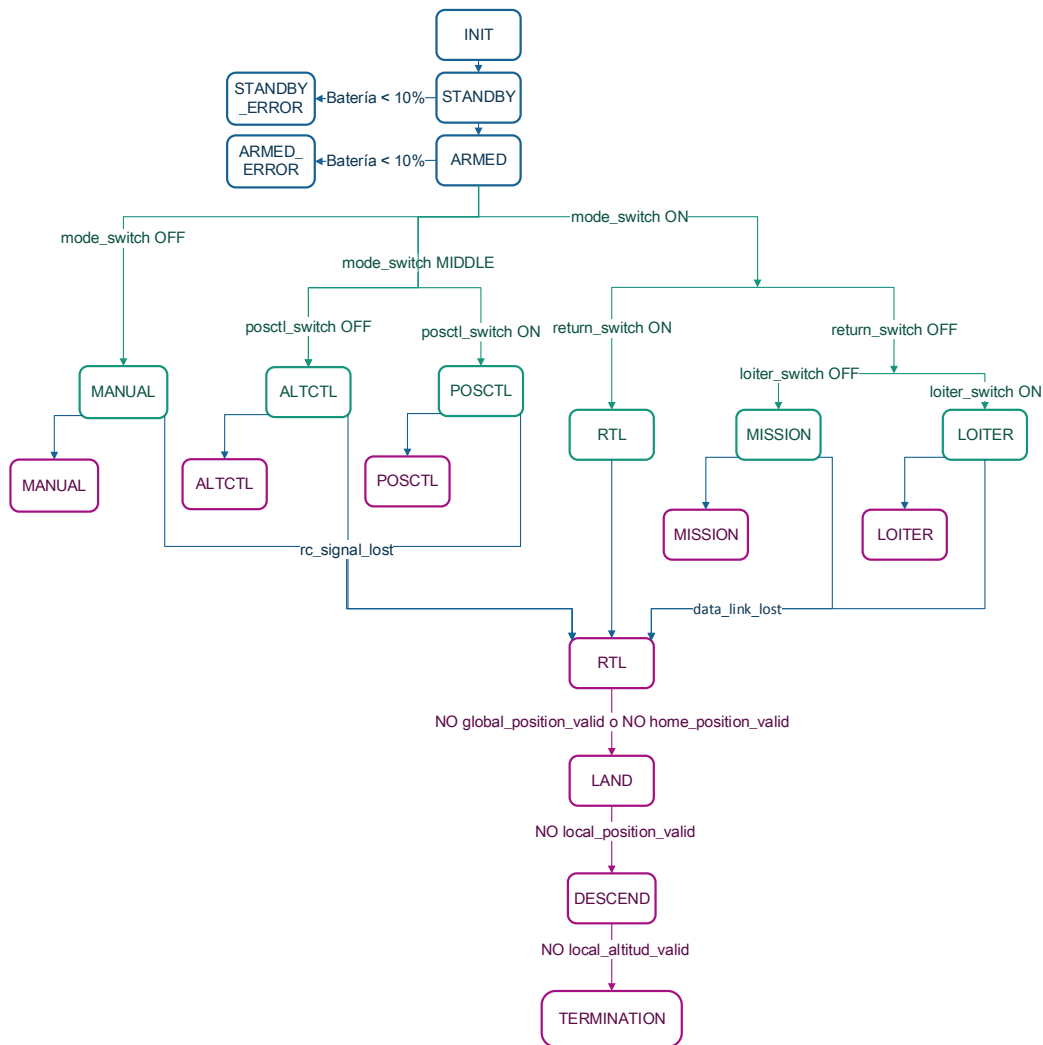 INIT
STANDBY
_ERROR
Batería < 10%
STANDBY
ARMED_
ERROR
Batería < 10%
ARMED
mode_switch ON
mode_switch OFF
mode_switch MIDDLE
posctl_switch OFF
posctl_switch ON
return_switch ON
return_switch OFF
loiter_switch OFF
loiter_switch ON
MANUAL
ALTCTL
POSCTL
RTL
MISSION
LOITER
MANUAL
ALTCTL
POSCTL
MISSION
LOITER
rc_signal_lost
data_link_lost
RTL
NO global_position_valid o NO home_position_valid
LAND
NO local_position_valid
DESCEND
NO local_altitud_valid
TERMINATION